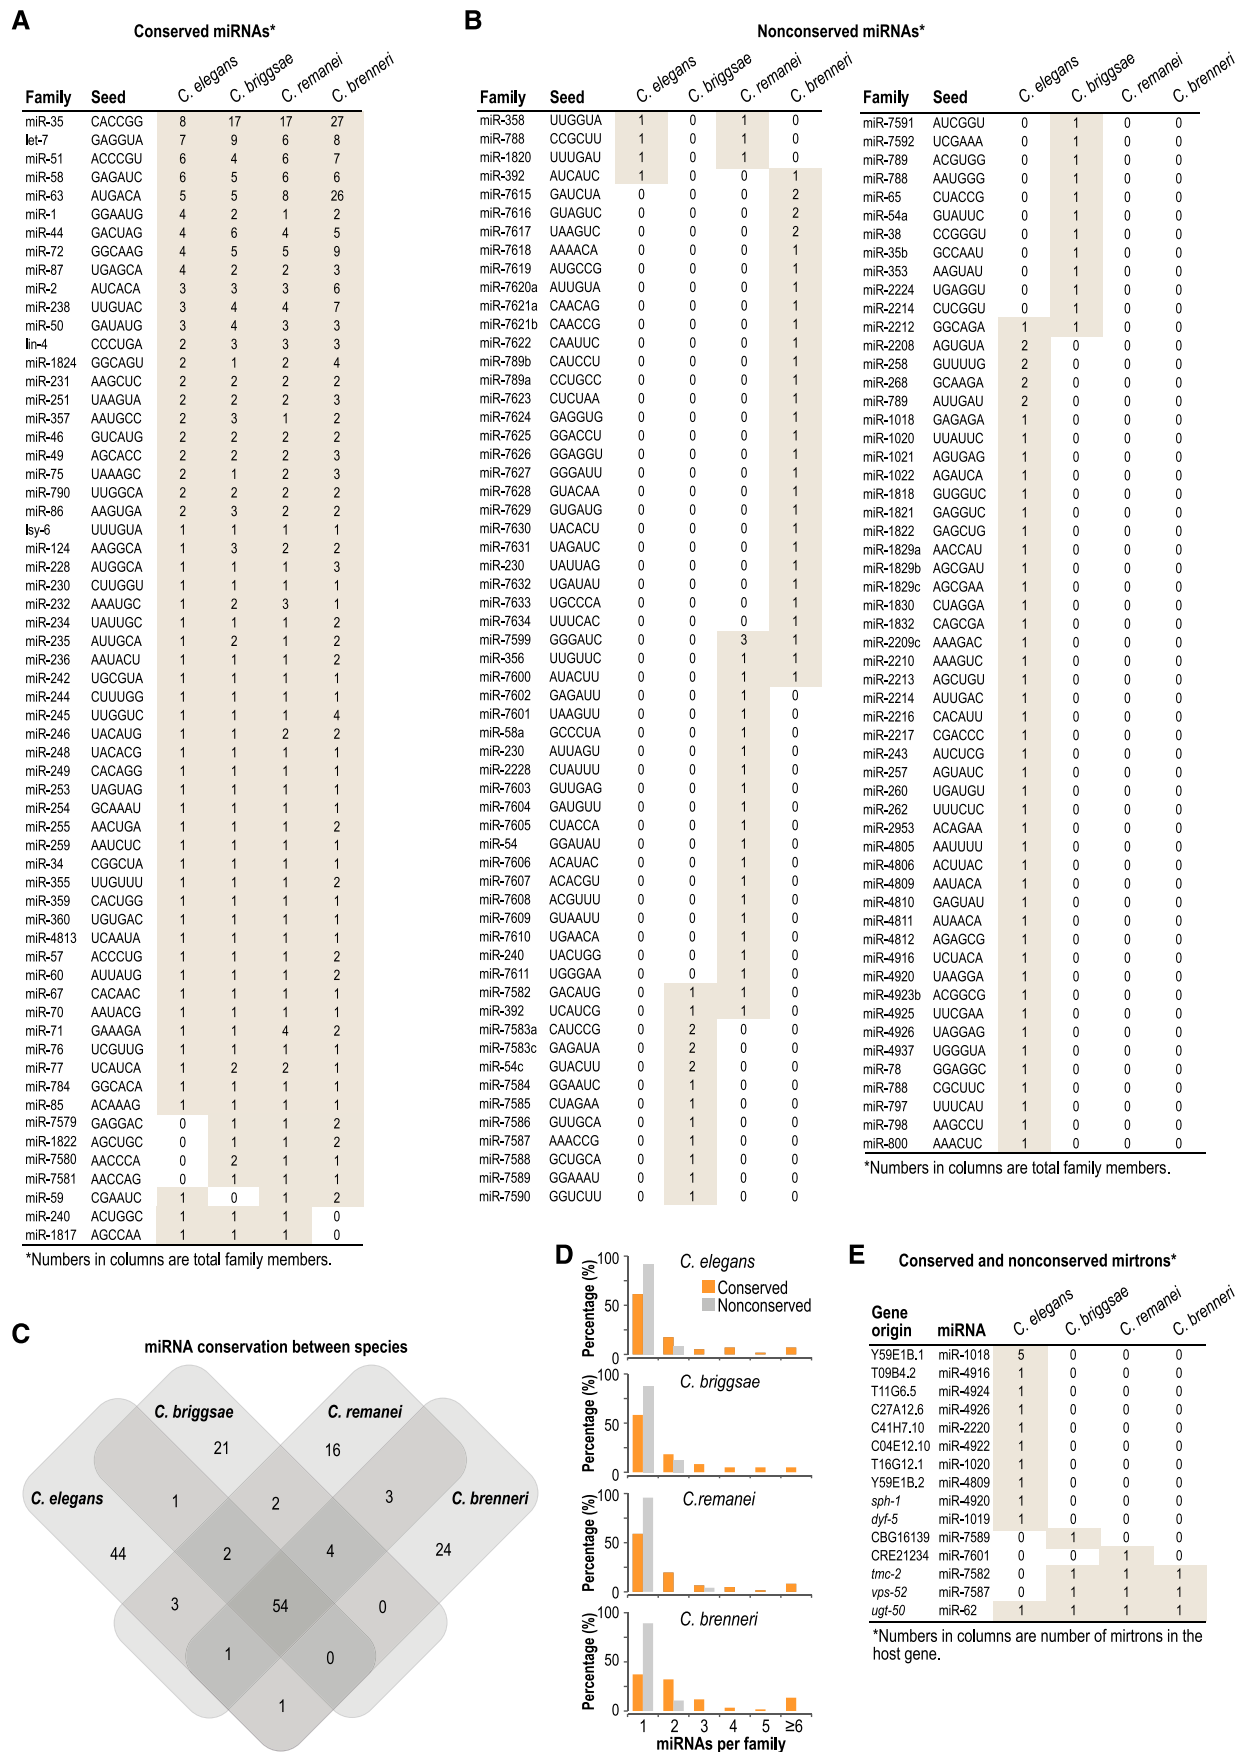 A
Conserved miRNAs*
Family Seed C. elegans C. briggsae C. remanei C. brenneri
miR-35 CACCGG 8 17 17 27
let-7 GAGGUA 7 9 6 8
miR-51 ACCCGU 6 4 6 7
miR-58 GAGAUC 6 5 6 6
miR-63 AUGACA 5 5 8 26
miR-1 GGAAUG 4 2 1 2
miR-44 GACUAG 4 6 4 5
miR-72 GGCAAG 4 5 5 9
miR-87 UGAGCA 4 2 2 3
miR-2 AUCACA 3 3 3 6
miR-238 UUGUAC 3 4 4 7
miR-50 GAUAUG 3 4 3 3
lin-4 CCCUGA 2 3 3 3
miR-1824 GGCAGU 2 1 2 4
miR-231 AAGCUC 2 2 2 2
miR-251 UAAGUA 2 2 2 3
miR-357 AAUGCC 2 3 1 2
miR-46 GUCAUG 2 2 2 2
miR-49 AGCACC 2 2 2 3
miR-75 UAAAGC 2 1 2 3
miR-790 UUGGCA 2 2 2 2
miR-86 AAGUGA 2 3 2 2
lsy-6 UUUGUA 1 1 1 1
miR-124 AAGGCA 1 3 2 2
miR-228 AUGGCA 1 1 1 3
miR-230 CUUGGU 1 1 1 1
miR-232 AAAUGC 1 2 3 1
miR-234 UAUUGC 1 1 1 2
miR-235 AUUGCA 1 2 1 2
miR-236 AAUACU 1 1 1 2
miR-242 UGCGUA 1 1 1 1
miR-244 CUUUGG 1 1 1 1
miR-245 UUGGUC 1 1 1 4
miR-246 UACAUG 1 1 2 2
miR-248 UACACG 1 1 1 1
miR-249 CACAGG 1 1 1 1
miR-253 UAGUAG 1 1 1 1
miR-254 GCAAAU 1 1 1 1
miR-255 AACUGA 1 1 1 2
miR-259 AAUCUC 1 1 1 1
miR-34 CGGCUA 1 1 1 1
miR-355 UUGUUU 1 1 1 2
miR-359 CACUGG 1 1 1 1
miR-360 UGUGAC 1 1 1 1
miR-4813 UCAAUA 1 1 1 1
miR-57 ACCCUG 1 1 1 2
miR-60 AUUAUG 1 1 1 2
miR-67 CACAAC 1 1 1 1
miR-70 AAUACG 1 1 1 1
miR-71 GAAAGA 1 1 4 2
miR-76 UCGUUG 1 1 1 1
miR-77 UCAUCA 1 2 2 1
miR-784 GGCACA 1 1 1 1
miR-85 ACAAAG 1 1 1 1
miR-7579 GAGGAC 0 1 1 2
miR-1822 AGCUGC 0 1 1 2
miR-7580 AACCCA 0 2 1 1
miR-7581 AACCAG 0 1 1 1
miR-59 CGAAUC 1 0 1 2
miR-240 ACUGGC 1 1 1 0
miR-1817 AGCCAA 1 1 1 0
*Numbers in columns are total family members.
B
Nonconserved miRNAs*
Family Seed C. elegans C. briggsae C. remanei C. brenneri
miR-358 UUGGUA 1 0 1 0
miR-788 CCGCUU 1 0 1 0
miR-1820 UUUGAU 1 0 1 0
miR-392 AUCAUC 1 0 0 1
miR-7615 GAUCUA 0 0 0 2
miR-7616 GUAGUC 0 0 0 2
miR-7617 UAAGUC 0 0 0 2
miR-7618 AAAACA 0 0 0 1
miR-7619 AUGCCG 0 0 0 1
miR-7620a AUUGUA 0 0 0 1
miR-7621a CAACAG 0 0 0 1
miR-7621b CAACCG 0 0 0 1
miR-7622 CAAUUC 0 0 0 1
miR-789b CAUCCU 0 0 0 1
miR-789a CCUGCC 0 0 0 1
miR-7623 CUCUAA 0 0 0 1
miR-7624 GAGGUG 0 0 0 1
miR-7625 GGACCU 0 0 0 1
miR-7626 GGAGGU 0 0 0 1
miR-7627 GGGAUU 0 0 0 1
miR-7628 GUACAA 0 0 0 1
miR-7629 GUGAUG 0 0 0 1
miR-7630 UACACU 0 0 0 1
miR-7631 UAGAUC 0 0 0 1
miR-230 UAUUAG 0 0 0 1
miR-7632 UGAUAU 0 0 0 1
miR-7633 UGCCCA 0 0 0 1
miR-7634 UUUCAC 0 0 0 1
miR-7599 GGGAUC 0 0 3 1
miR-356 UUGUUC 0 0 1 1
miR-7600 AUACUU 0 0 1 1
miR-7602 GAGAUU 0 0 1 0
miR-7601 UAAGUU 0 0 1 0
miR-58a GCCCUA 0 0 1 0
miR-230 AUUAGU 0 0 1 0
miR-2228 CUAUUU 0 0 1 0
miR-7603 GUUGAG 0 0 1 0
miR-7604 GAUGUU 0 0 1 0
miR-7605 CUACCA 0 0 1 0
miR-54 GGAUAU 0 0 1 0
miR-7606 ACAUAC 0 0 1 0
miR-7607 ACACGU 0 0 1 0
miR-7608 ACGUUU 0 0 1 0
miR-7609 GUAAUU 0 0 1 0
miR-7610 UGAACA 0 0 1 0
miR-240 UACUGG 0 0 1 0
miR-7611 UGGGAA 0 0 1 0
miR-7582 GACAUG 0 1 1 0
miR-392 UCAUCG 0 1 1 0
miR-7583a CAUCCG 0 2 0 0
miR-7583c GAGAUA 0 2 0 0
miR-54c GUACUU 0 2 0 0
miR-7584 GGAAUC 0 1 0 0
miR-7585 CUAGAA 0 1 0 0
miR-7586 GUUGCA 0 1 0 0
miR-7587 AAACCG 0 1 0 0
miR-7588 GCUGCA 0 1 0 0
miR-7589 GGAAAU 0 1 0 0
miR-7590 GGUCUU 0 1 0 0
Family Seed C. elegans C. briggsae C. remanei C. brenneri
miR-7591 AUCGGU 0 1 0 0
miR-7592 UCGAAA 0 1 0 0
miR-789 ACGUGG 0 1 0 0
miR-788 AAUGGG 0 1 0 0
miR-65 CUACCG 0 1 0 0
miR-54a GUAUUC 0 1 0 0
miR-38 CCGGGU 0 1 0 0
miR-35b GCCAAU 0 1 0 0
miR-353 AAGUAU 0 1 0 0
miR-2224 UGAGGU 0 1 0 0
miR-2214 CUCGGU 0 1 0 0
miR-2212 GGCAGA 1 1 0 0
miR-2208 AGUGUA 2 0 0 0
miR-258 GUUUUG 2 0 0 0
miR-268 GCAAGA 2 0 0 0
miR-789 AUUGAU 2 0 0 0
miR-1018 GAGAGA 1 0 0 0
miR-1020 UUAUUC 1 0 0 0
miR-1021 AGUGAG 1 0 0 0
miR-1022 AGAUCA 1 0 0 0
miR-1818 GUGGUC 1 0 0 0
miR-1821 GAGGUC 1 0 0 0
miR-1822 GAGCUG 1 0 0 0
miR-1829a AACCAU 1 0 0 0
miR-1829b AGCGAU 1 0 0 0
miR-1829c AGCGAA 1 0 0 0
miR-1830 CUAGGA 1 0 0 0
miR-1832 CAGCGA 1 0 0 0
miR-2209c AAAGAC 1 0 0 0
miR-2210 AAAGUC 1 0 0 0
miR-2213 AGCUGU 1 0 0 0
miR-2214 AUUGAC 1 0 0 0
miR-2216 CACAUU 1 0 0 0
miR-2217 CGACCC 1 0 0 0
miR-243 AUCUCG 1 0 0 0
miR-257 AGUAUC 1 0 0 0
miR-260 UGAUGU 1 0 0 0
miR-262 UUUCUC 1 0 0 0
miR-2953 ACAGAA 1 0 0 0
miR-4805 AAUUUU 1 0 0 0
miR-4806 ACUUAC 1 0 0 0
miR-4809 AAUACA 1 0 0 0
miR-4810 GAGUAU 1 0 0 0
miR-4811 AUAACA 1 0 0 0
miR-4812 AGAGCG 1 0 0 0
miR-4916 UCUACA 1 0 0 0
miR-4920 UAAGGA 1 0 0 0
miR-4923b ACGGCG 1 0 0 0
miR-4925 UUCGAA 1 0 0 0
miR-4926 UAGGAG 1 0 0 0
miR-4937 UGGGUA 1 0 0 0
miR-78 GGAGGC 1 0 0 0
miR-788 CGCUUC 1 0 0 0
miR-797 UUUCAU 1 0 0 0
miR-798 AAGCCU 1 0 0 0
miR-800 AAACUC 1 0 0 0
*Numbers in columns are total family members.
C
miRNA conservation between species
C. briggsae C. remanei
21 16
C. elegans 1 2 3 C. brenneri
44 2 4 24
3 54 0
1 0
1
D
C. elegans
Conserved
Nonconserved
Percentage (%)
100
50
0
C. briggsae
Percentage (%)
100
50
0
C.remanei
Percentage (%)
100
50
0
C. brenneri
Percentage (%)
100
50
0
1 2 3 4 5 ≥6
miRNAs per family
E
Conserved and nonconserved mirtrons*
Gene origin miRNA C. elegans C. briggsae C. remanei C. brenneri
Y59E1B.1 miR-1018 5 0 0 0
T09B4.2 miR-4916 1 0 0 0
T11G6.5 miR-4924 1 0 0 0
C27A12.6 miR-4926 1 0 0 0
C41H7.10 miR-2220 1 0 0 0
C04E12.10 miR-4922 1 0 0 0
T16G12.1 miR-1020 1 0 0 0
Y59E1B.2 miR-4809 1 0 0 0
sph-1 miR-4920 1 0 0 0
dyf-5 miR-1019 1 0 0 0
CBG16139 miR-7589 0 1 0 0
CRE21234 miR-7601 0 0 1 0
tmc-2 miR-7582 0 1 1 1
vps-52 miR-7587 0 1 1 1
ugt-50 miR-62 1 1 1 1
*Numbers in columns are number of mirtrons in the
host gene.